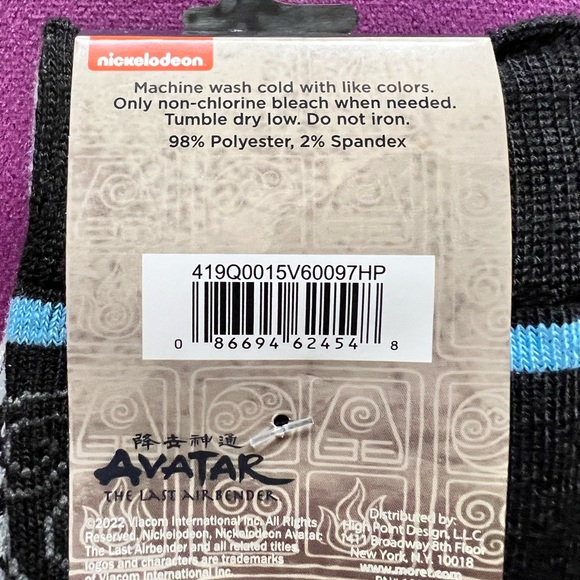 nickelodeon
Machine wash cold with like colors.
Only non-chlorine bleach when needed.
Tumble dry low. Do not iron.
98% Polyester, 2% Spandex
419Q0015V60097HP
0 86694 62454 8
降去神通
AVATAR
THE LAST AIRBENDER
©2022 Viacom International Inc. All Rights
Reserved. Nickelodeon, Nickelodeon Avatar:
The Last Airbender and all related titles,
logos and characters are trademarks
of Viacom International Inc.
Distributed by:
High Point Design, L.L.C.
1411 Broadway 8th Floor
New York, N.Y. 10018
www.moret.com